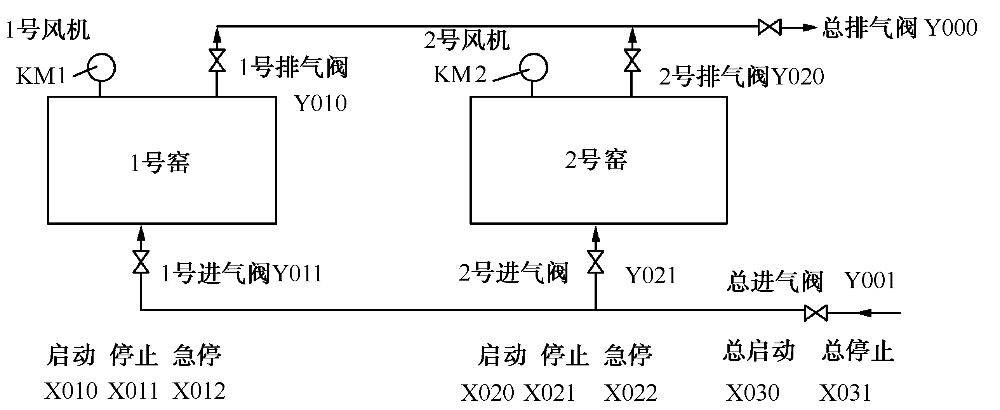 1号风机
总排气阀 Y000
2号风机
1号排气阀
KM1
KM2
2号排气阀Y020
Y010
1号窑
2号窑
1号进气阀Y011
2号进气阀
Y021
总进气阀 Y001
启动 停止 急停
启动 停止 急停
总启动 总停止
X010 X011 X012
X020 X021 X022
X030 X031